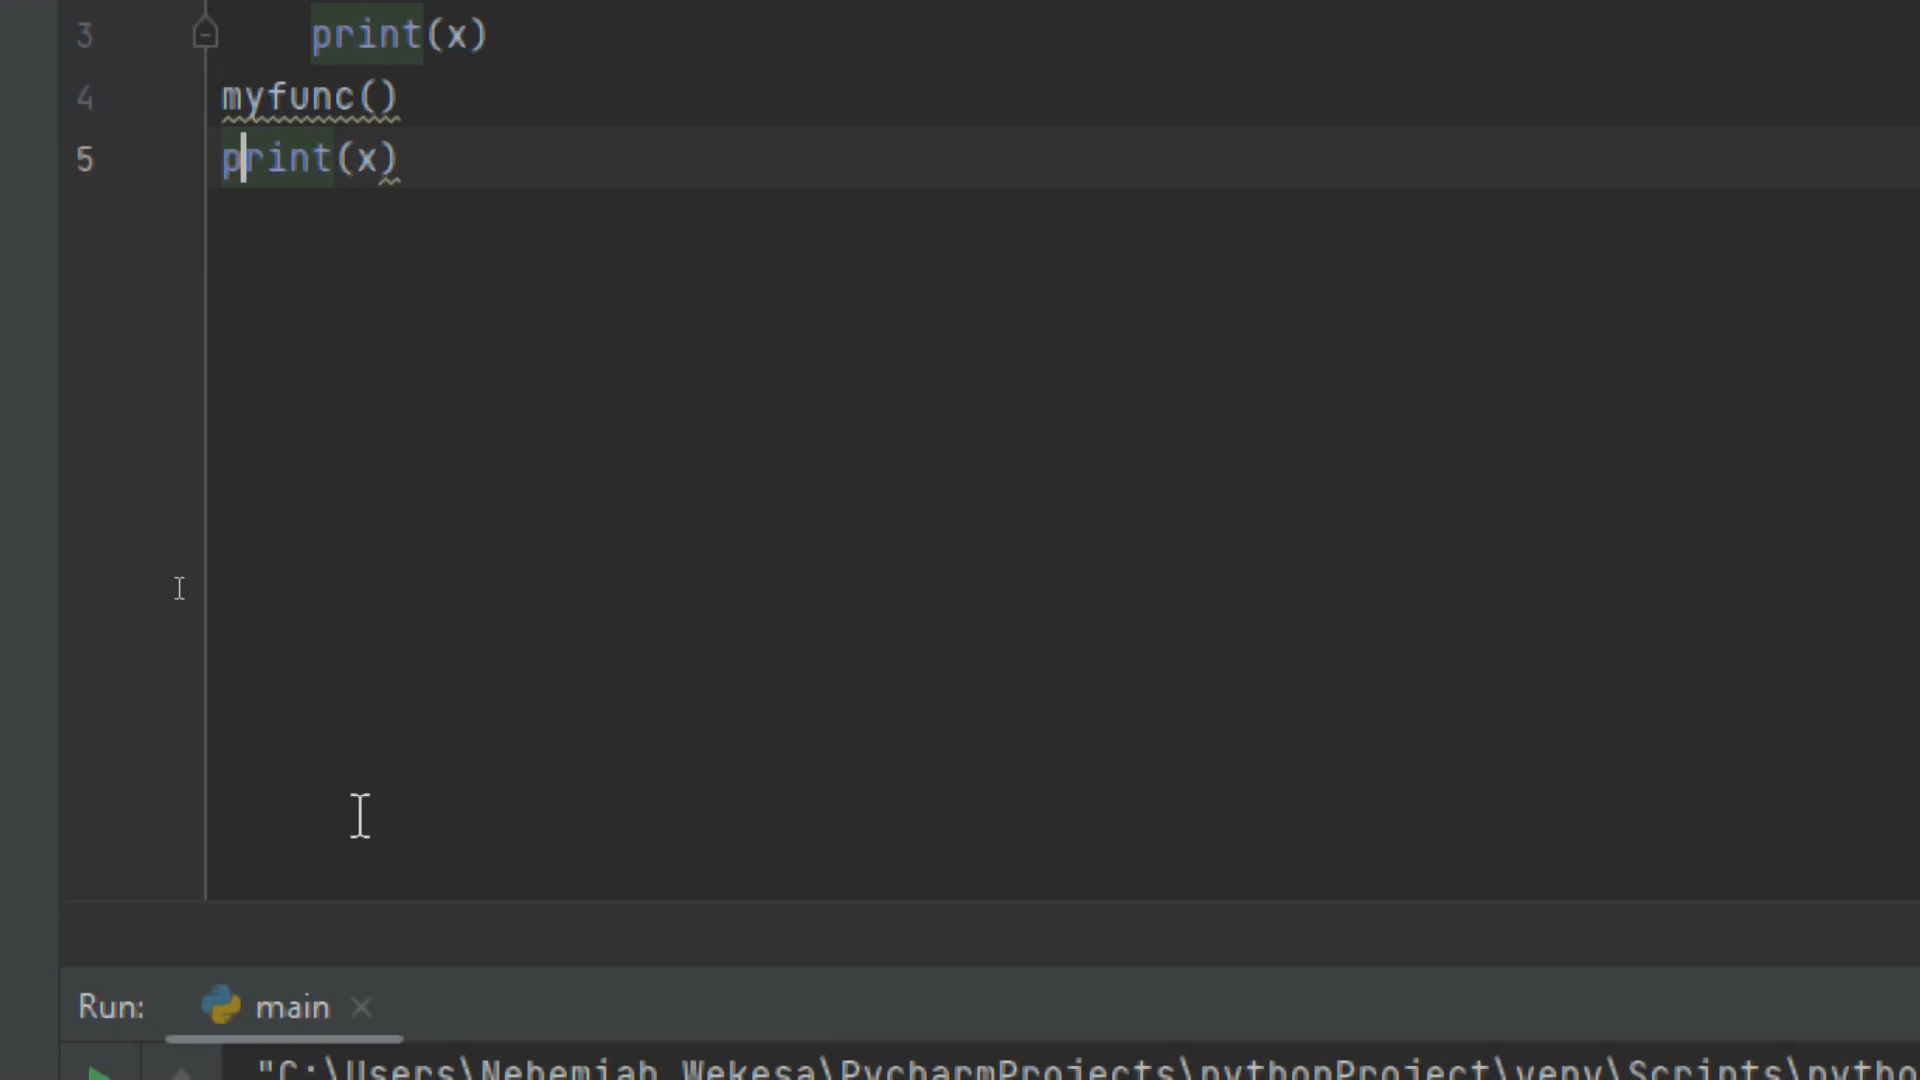 3 print(x)
4 myfunc()
5 print(x)
Run: main
"C:\Users\Nehemiah Wekesa\PycharmProjects\pythonProject\venv\Scripts\pytho